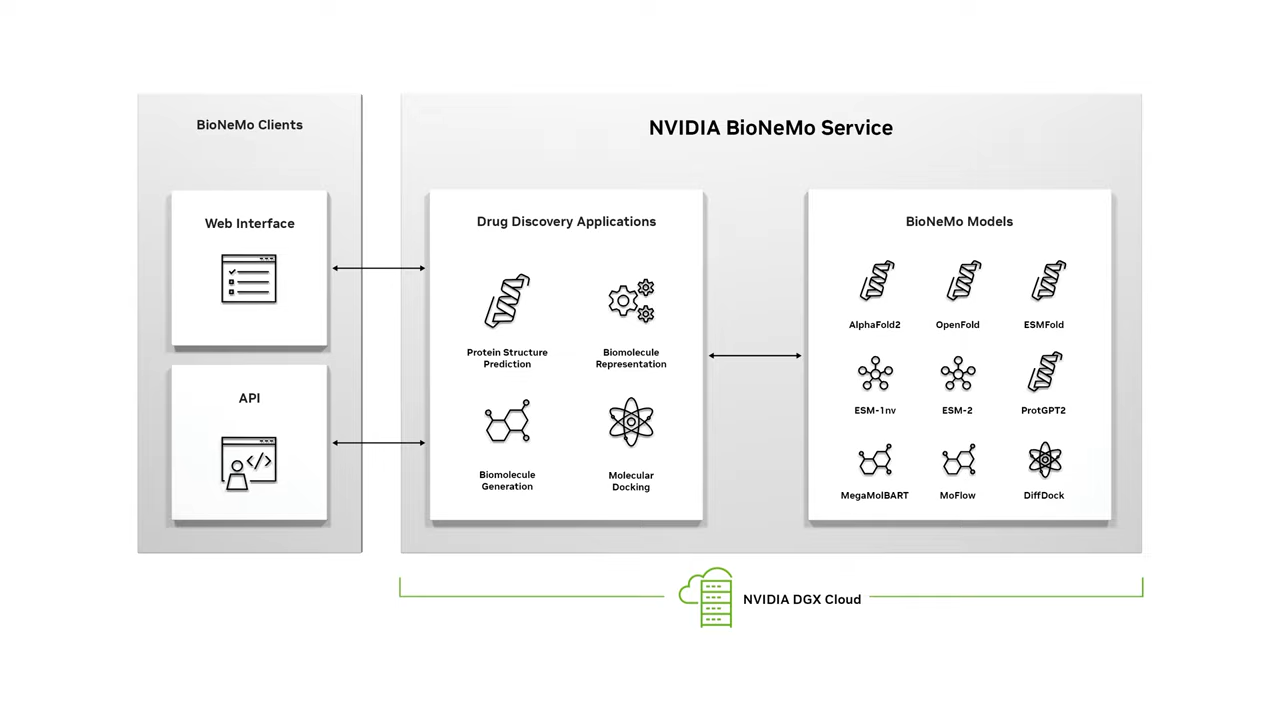 BioNeMo Clients
Web Interface
API
NVIDIA BioNeMo Service
Drug Discovery Applications
Protein Structure
Prediction
Biomolecule
Representation
Biomolecule
Generation
Molecular
Docking
BioNeMo Models
AlphaFold2
OpenFold
ESMFold
ESM-1nv
ESM-2
ProtGPT2
MegaMolBART
MoFlow
DiffDock
NVIDIA DGX Cloud